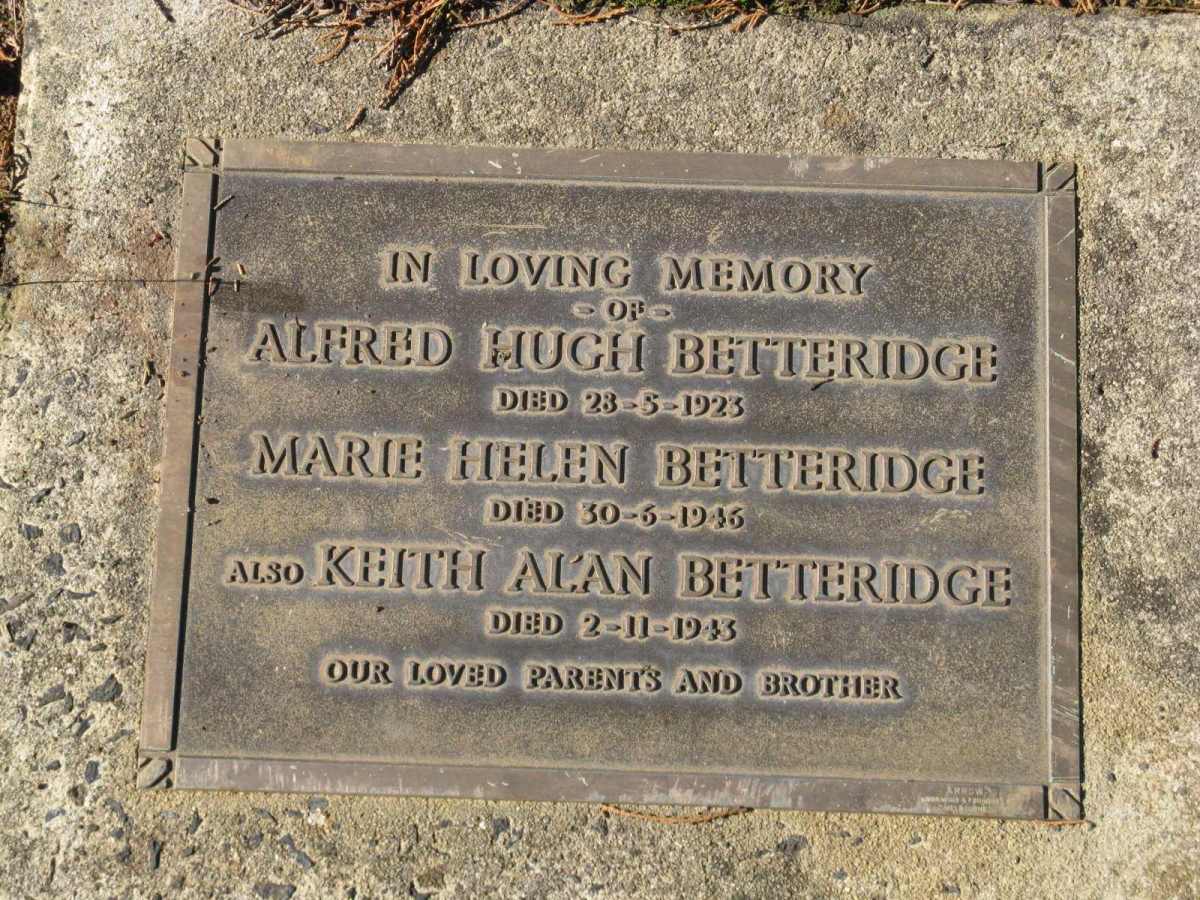 IN LOVING MEMORY
- OF -
ALFRED HUGH BETTERIDGE
DIED 28-5-1923
MARIE HELEN BETTERIDGE
DIED 30-6-1946
ALSO KEITH ALAN BETTERIDGE
DIED 2-11-1943
OUR LOVED PARENTS AND BROTHER
ARROW